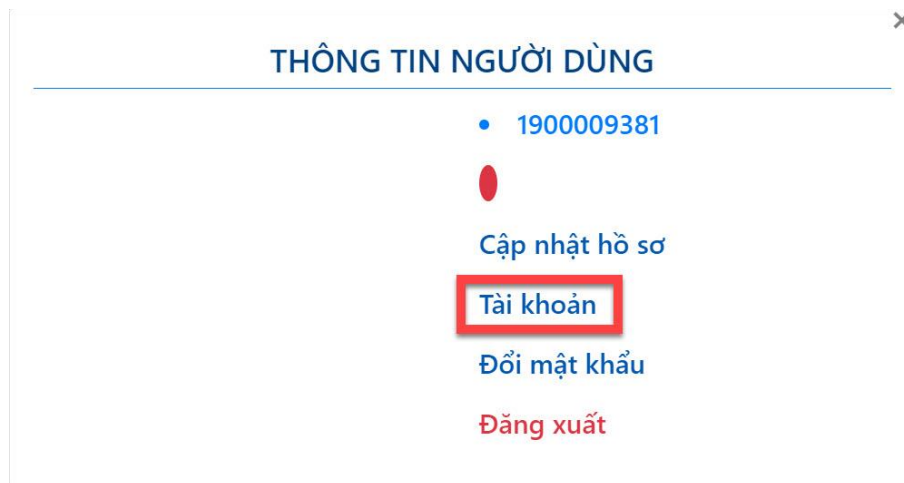 THÔNG TIN NGƯỜI DÙNG
1900009381
Cập nhật hồ sơ
Tài khoản
Đổi mật khẩu
Đăng xuất